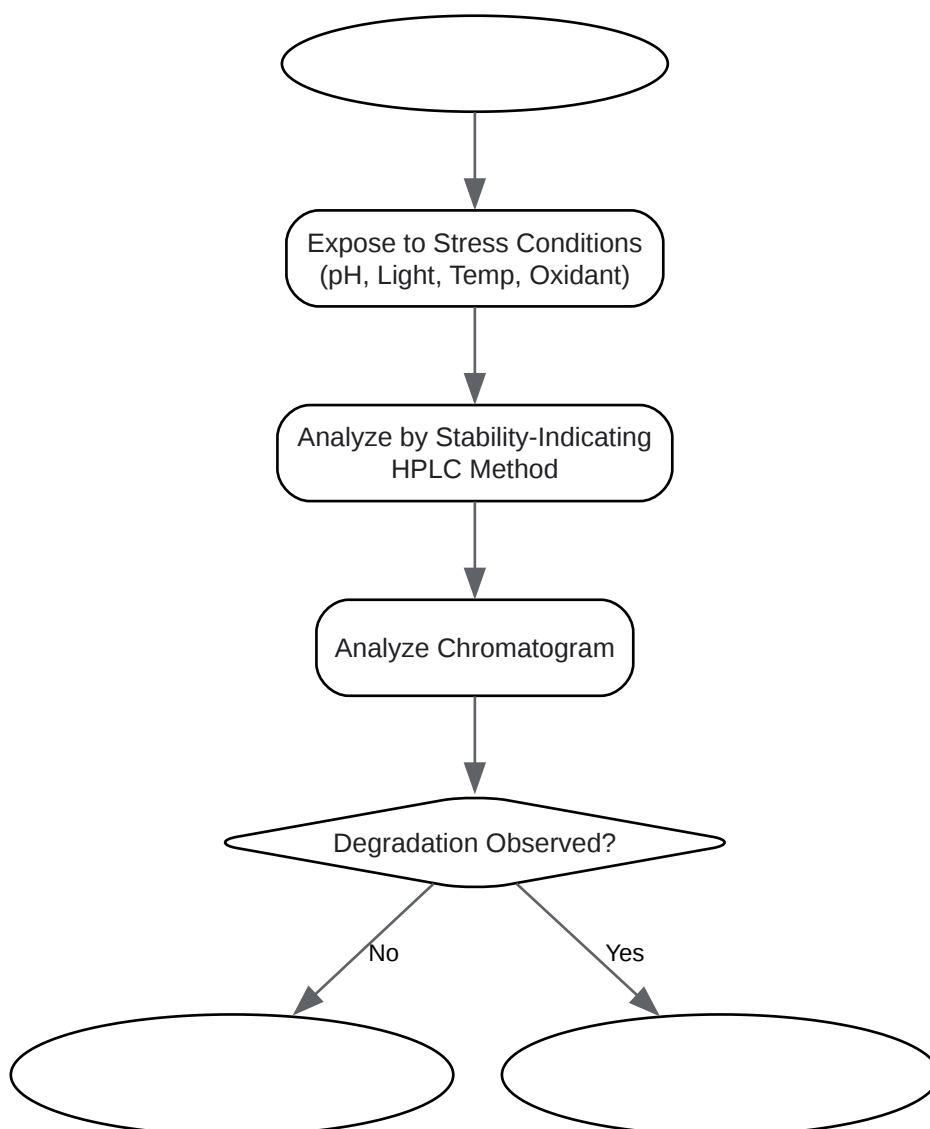 Expose to Stress Conditions
(pH, Light, Temp, Oxidant)
Analyze by Stability-Indicating
HPLC Method
Analyze Chromatogram
Degradation Observed?
No
Yes